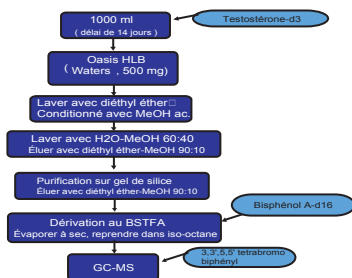 1000 ml
( délai de 14 jours )
Testostérone-d3
Oasis HLB
( Waters , 500 mg)
Laver avec diéthyl éther□
Conditionné avec MeOH ac.
Laver avec H2O-MeOH 60:40
Éluer avec diéthyl éther-MeOH 90:10
Purification sur gel de silice
Éluer avec diéthyl éther-MeOH 90:10
Bisphénol A-d16
Dérivation au BSTFA
Évaporer à sec, reprendre dans iso-octane
3,3',5,5' tetrabromo
biphényl
GC-MS